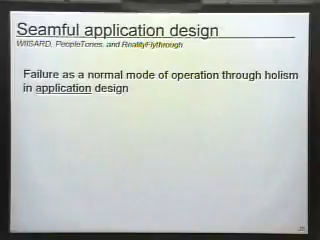 Seamful application design
WIISARD, PeopleTones, and RealityFlythrough
Failure as a normal mode of operation through holism
in application design